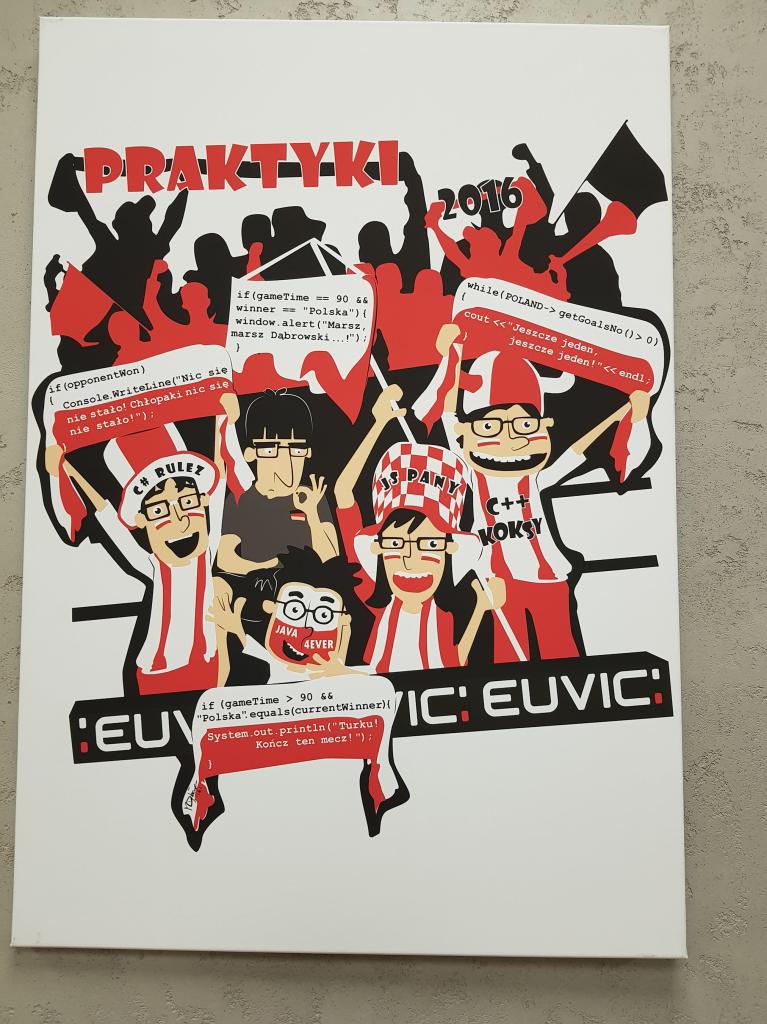 PRAKTYKI
2016
if(gameTime == 90 &&
winner == "Polska"){
window.alert("Marsz,
marsz Dąbrowski...!");
}
while(POLAND-> getGoalsNo()> 0)
{
cout <<"Jeszcze jeden,
jeszcze jeden!"<< endl;
}
if(opponentWon)
{ Console.WriteLine("Nic się
nie stało! Chłopaki nic się
nie stało!");
}
C# RULEZ
JS PANY
C++
KOKSY
JAVA
4EVER
:EUV
VIC: EUVIC:
if (gameTime > 90 &&
"Polska".equals(currentWinner){
System.out.println("Turku!
Kończ ten mecz!");
}